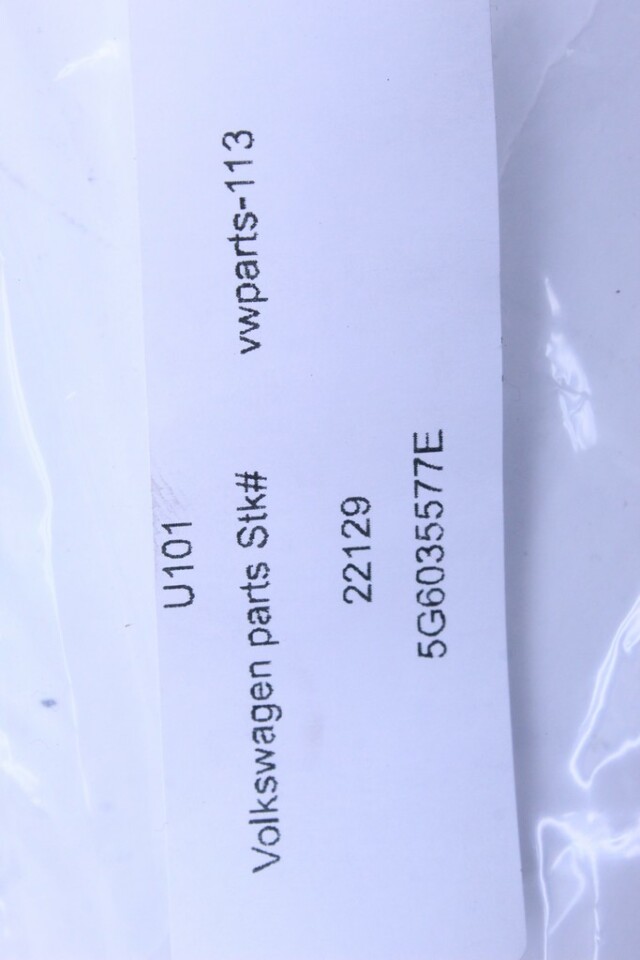 U101
Volkswagen parts Stk# vwparts-113
22129
5G6035577E